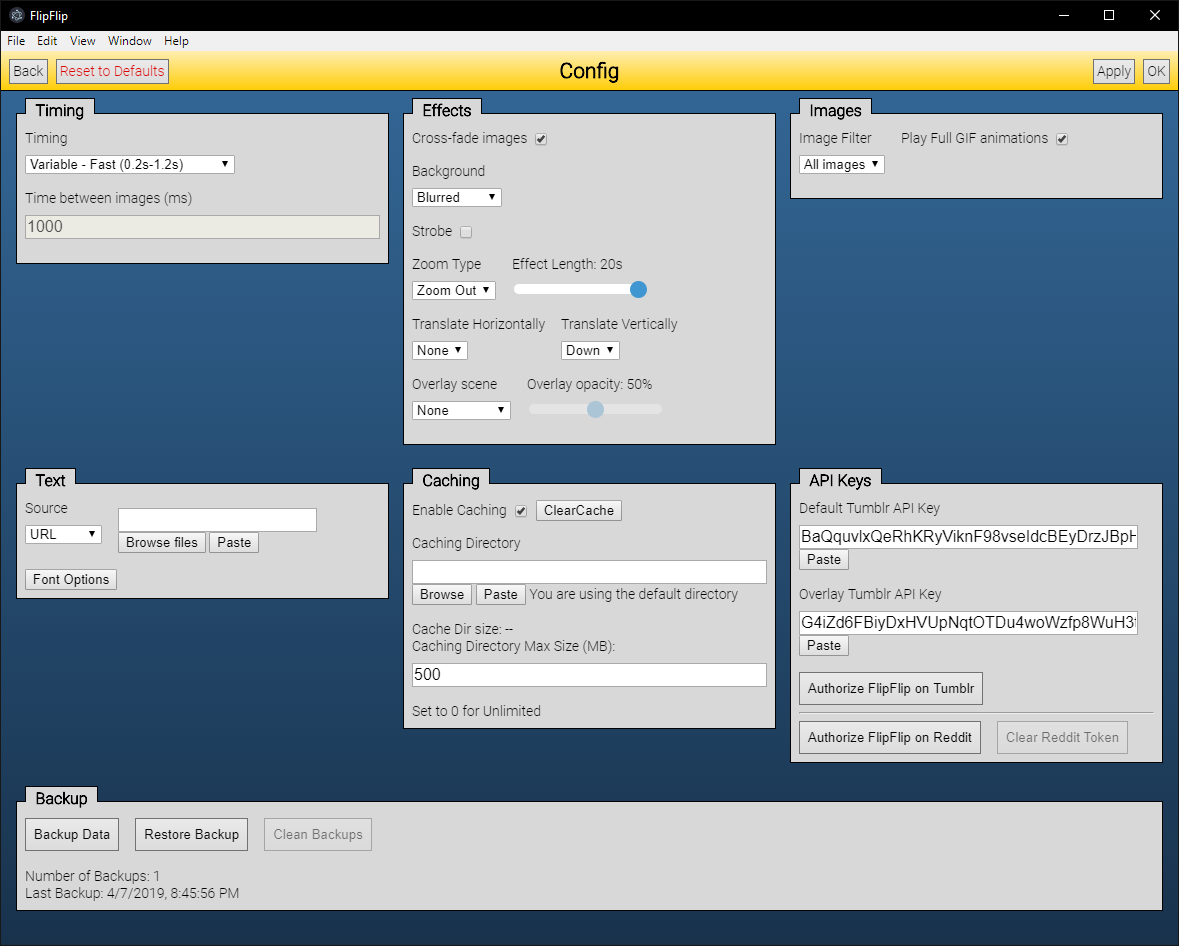 FlipFlip
File Edit View Window Help
Back Reset to Defaults Config Apply OK
Timing
Timing
Variable - Fast (0.2s-1.2s)
Time between images (ms)
1000
Effects
Cross-fade images
Background
Blurred
Strobe
Zoom Type Effect Length: 20s
Zoom Out
Translate Horizontally Translate Vertically
None Down
Overlay scene Overlay opacity: 50%
None
Images
Image Filter Play Full GIF animations
All images
Text
Source
URL
Browse files Paste
Font Options
Caching
Enable Caching ClearCache
Caching Directory
Browse Paste You are using the default directory
Cache Dir size: --
Caching Directory Max Size (MB):
500
Set to 0 for Unlimited
API Keys
Default Tumblr API Key
Paste
Overlay Tumblr API Key
Paste
Authorize FlipFlip on Tumblr
Authorize FlipFlip on Reddit Clear Reddit Token
Backup
Backup Data Restore Backup Clean Backups
Number of Backups: 1
Last Backup: 4/7/2019, 8:45:56 PM